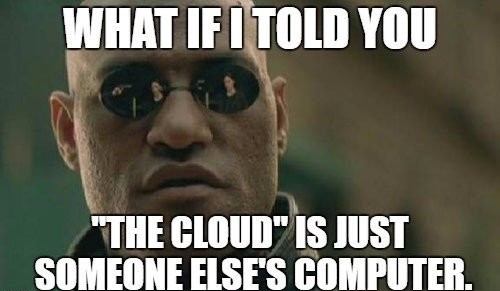 WHAT IF I TOLD YOU
"THE CLOUD" IS JUST
SOMEONE ELSE'S COMPUTER.